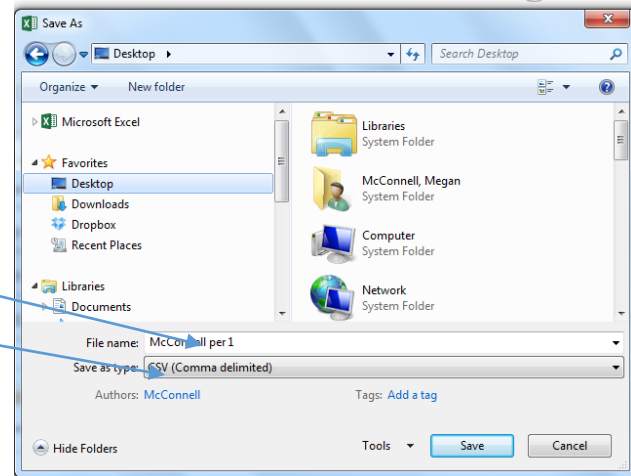 Save As
Desktop
Search Desktop
Organize
New folder
Microsoft Excel
Favorites
Desktop
Downloads
Dropbox
Recent Places
Libraries
Documents
Libraries
System Folder
McConnell, Megan
System Folder
Computer
System Folder
Network
System Folder
File name: McConnell per 1
Save as type: CSV (Comma delimited)
Authors: McConnell
Tags: Add a tag
Hide Folders
Tools
Save
Cancel